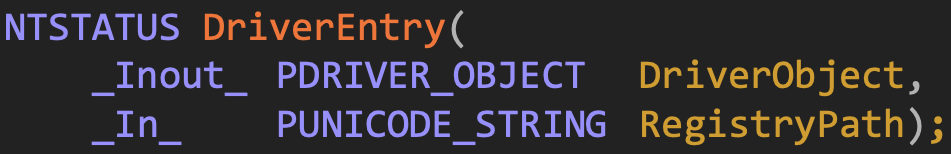 NTSTATUS DriverEntry(
    _Inout_ PDRIVER_OBJECT  DriverObject,
    _In_    PUNICODE_STRING RegistryPath);